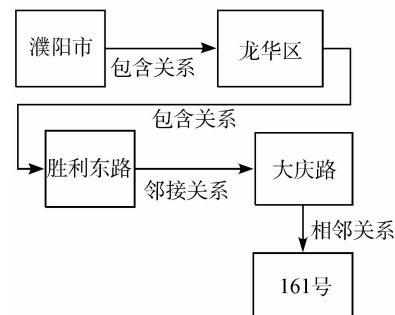 濮阳市
包含关系
龙华区
包含关系
胜利东路
邻接关系
大庆路
相邻关系
161号